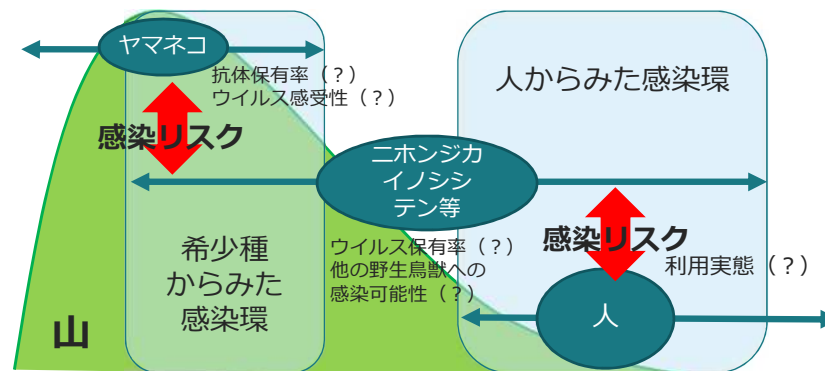 ヤマネコ
抗体保有率（？）
ウイルス感受性（？）
感染リスク
人からみた感染環
ニホンジカ
イノシシ
テン等
希少種
からみた
感染環
ウイルス保有率（？）
他の野生鳥獣への
感染可能性（？）
感染リスク
利用実態（？）
人
山